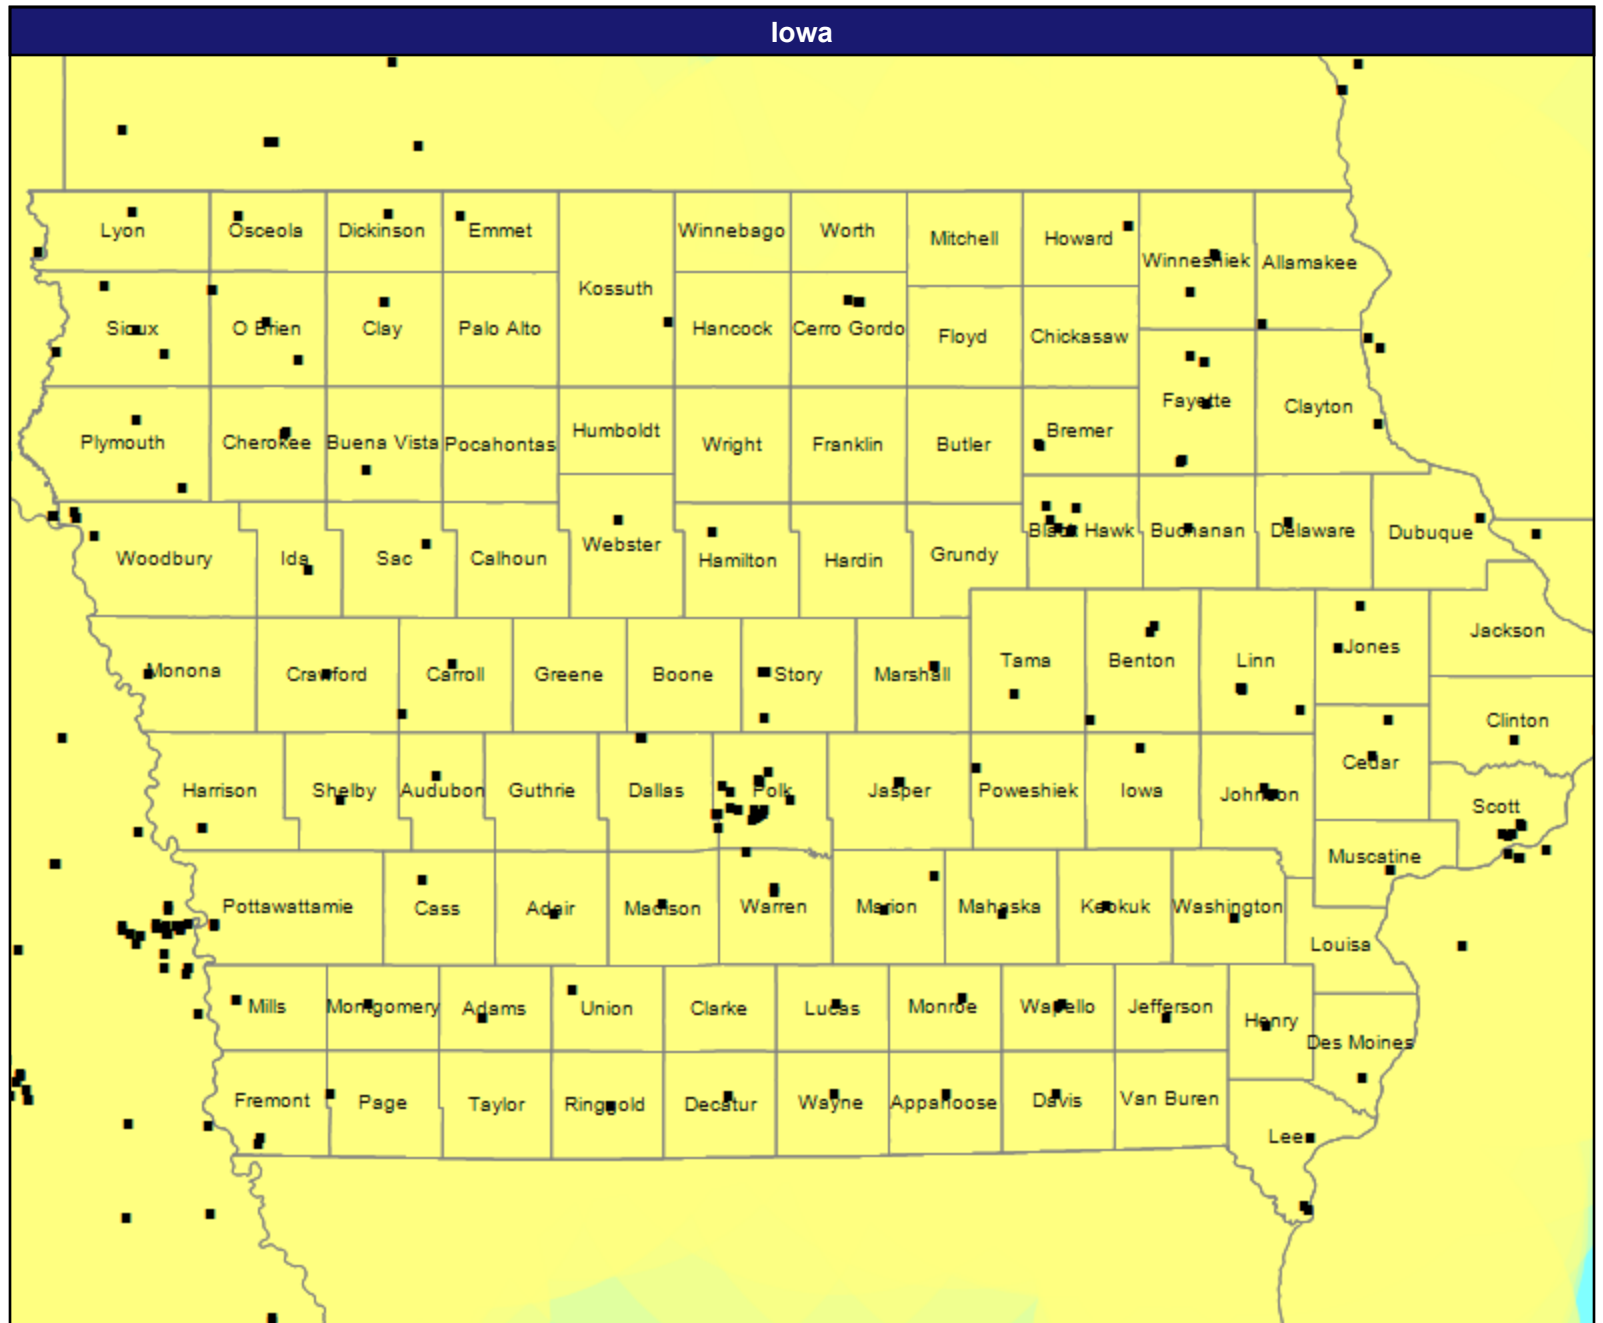 Iowa
Lyon
Osceola
Dickinson
Emmet
Winnebago
Worth
Mitchell
Howard
Winneshiek
Allamakee
Kossuth
Sioux
O Brien
Clay
Palo Alto
Hancock
Cerro Gordo
Floyd
Chickasaw
Fayette
Clayton
Plymouth
Cherokee
Buena Vista
Pocahontas
Humboldt
Wright
Franklin
Butler
Bremer
Woodbury
Ida
Sac
Calhoun
Webster
Hamilton
Hardin
Grundy
Black Hawk
Buchanan
Delaware
Dubuque
Monona
Crawford
Carroll
Greene
Boone
Story
Marshall
Tama
Benton
Linn
Jones
Jackson
Clinton
Cedar
Harrison
Shelby
Audubon
Guthrie
Dallas
Polk
Jasper
Poweshiek
Iowa
Johnson
Scott
Muscatine
Pottawattamie
Cass
Adair
Madison
Warren
Marion
Mahaska
Keokuk
Washington
Louisa
Mills
Montgomery
Adams
Union
Clarke
Lucas
Monroe
Wapello
Jefferson
Henry
Des Moines
Fremont
Page
Taylor
Ringgold
Decatur
Wayne
Appanoose
Davis
Van Buren
Lee